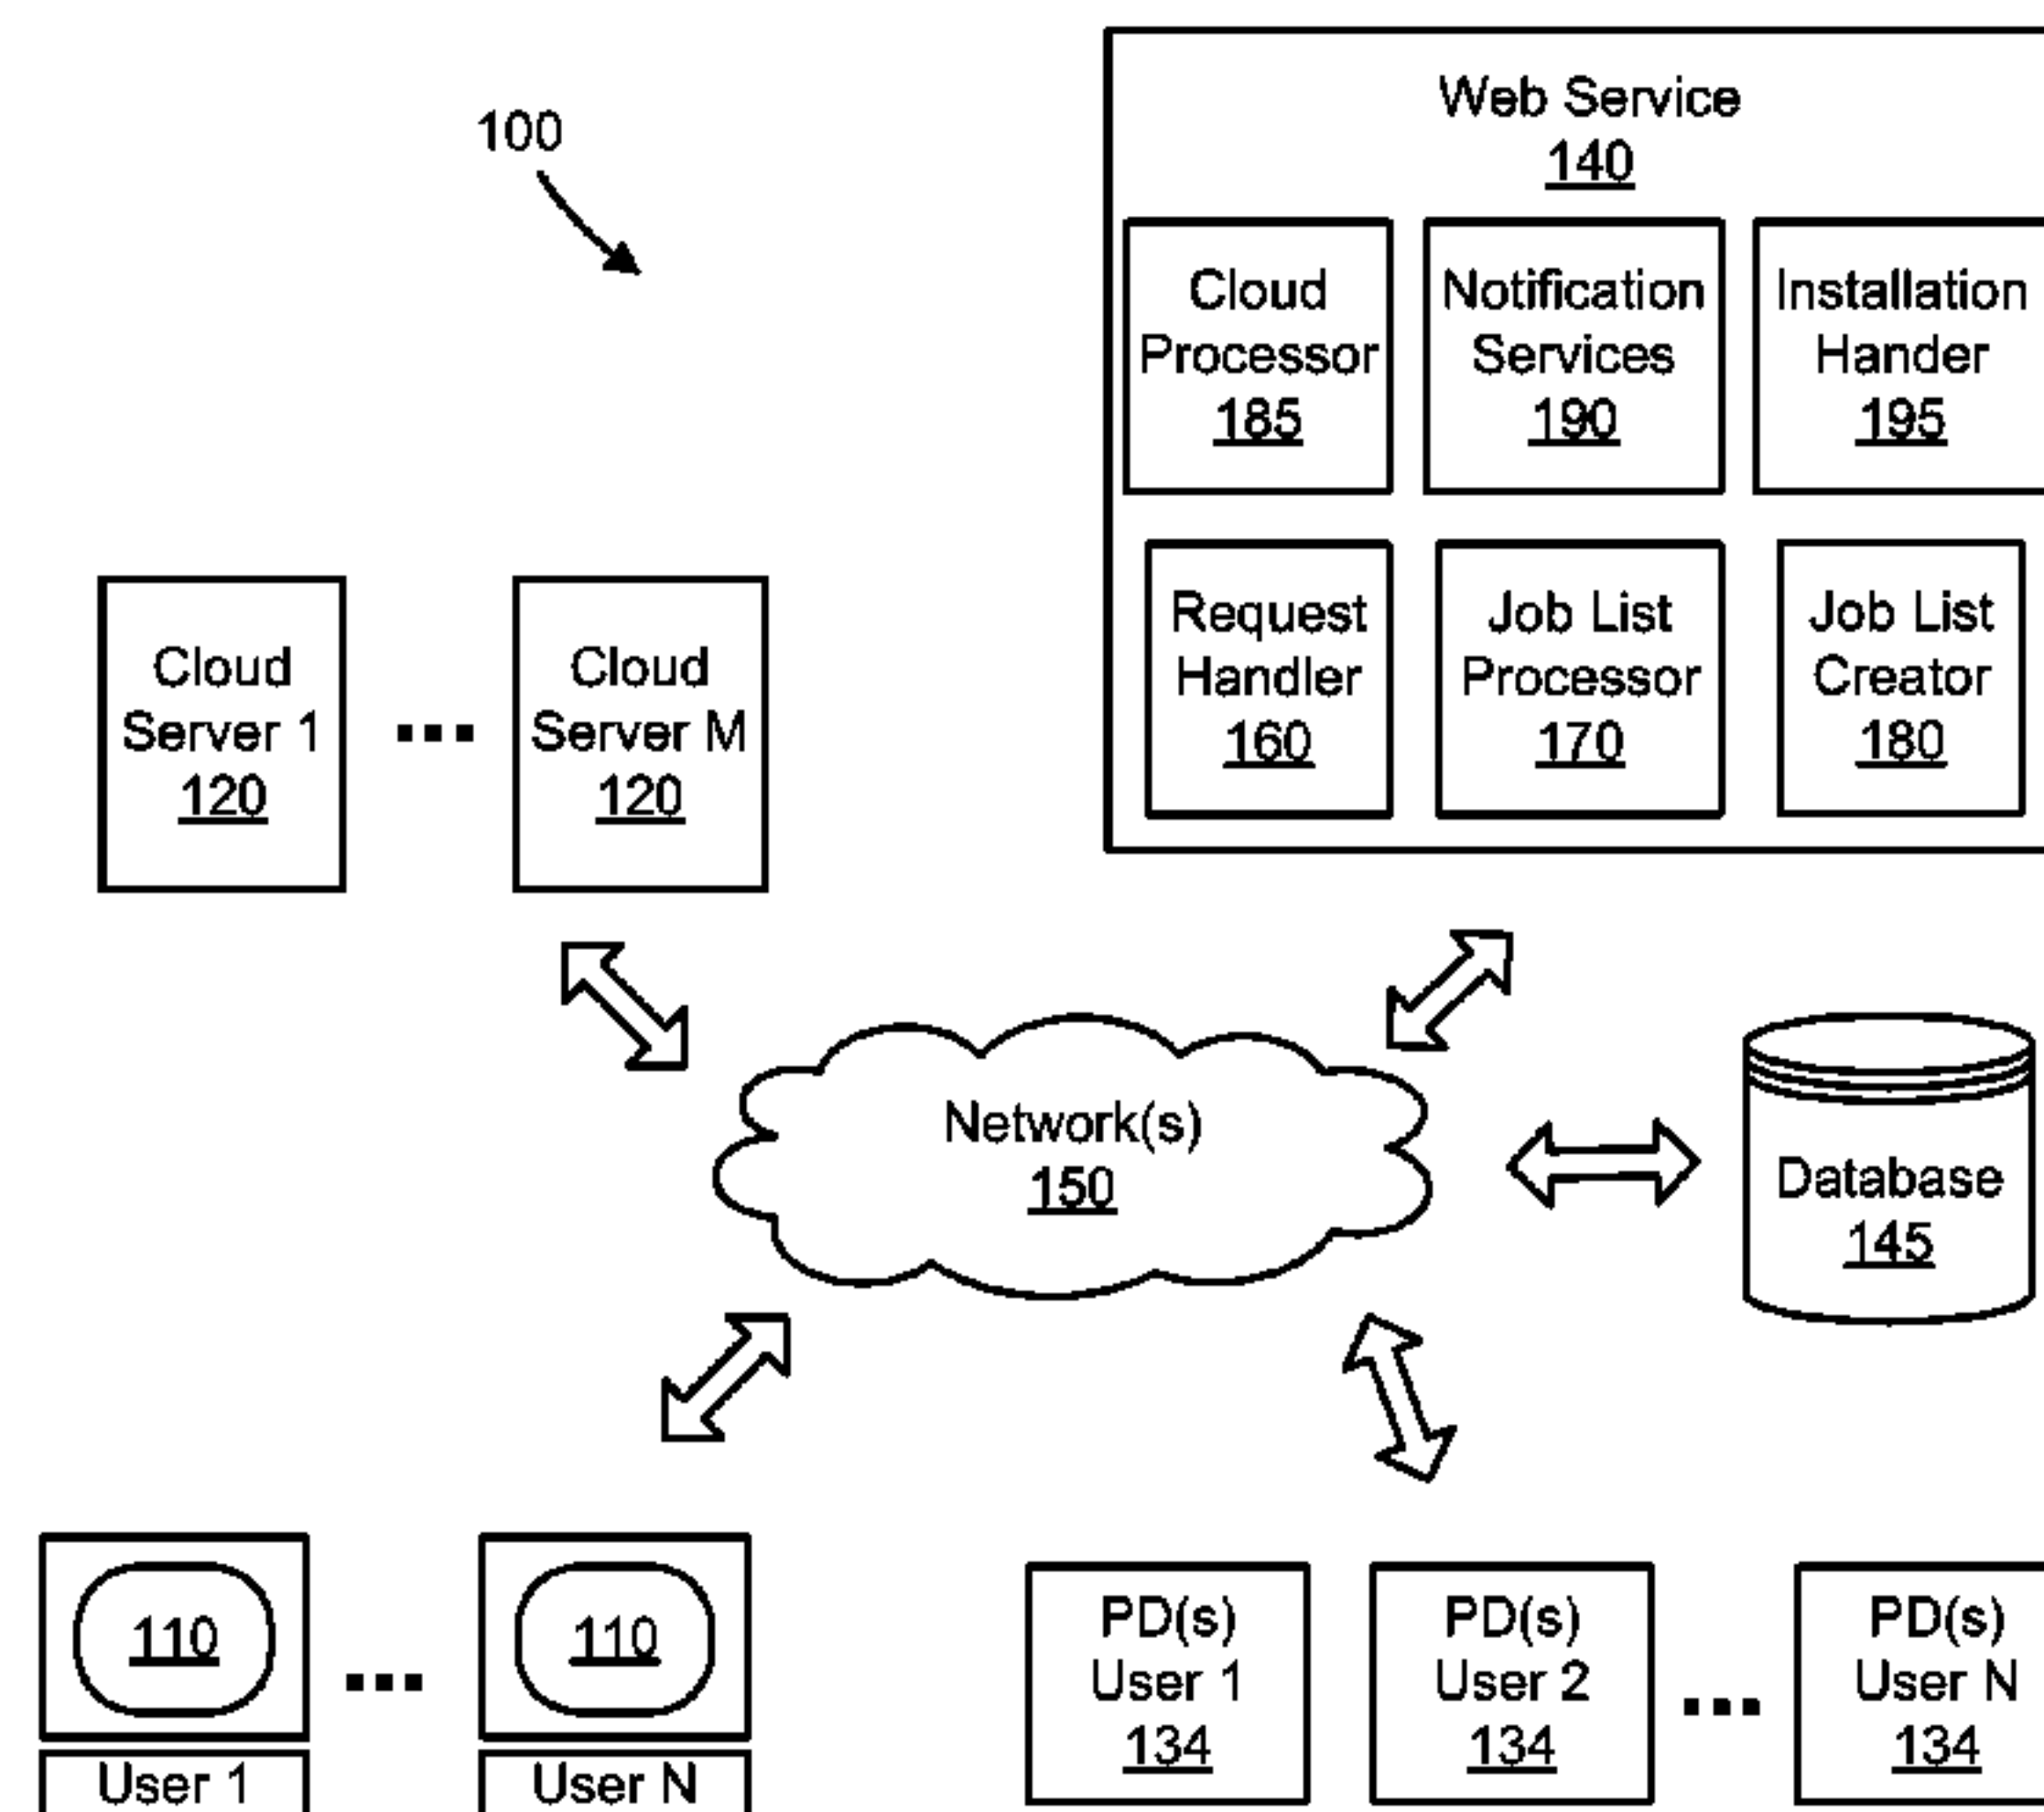 100
Web Service
140
Cloud
Processor
185
Notification
Services
190
Installation
Hander
195
Request
Handler
160
Job List
Processor
170
Job List
Creator
180
Cloud
Server 1
120
Cloud
Server M
120
Network(s)
150
Database
145
110
User 1
110
User N
PD(s)
User 1
134
PD(s)
User 2
134
PD(s)
User N
134